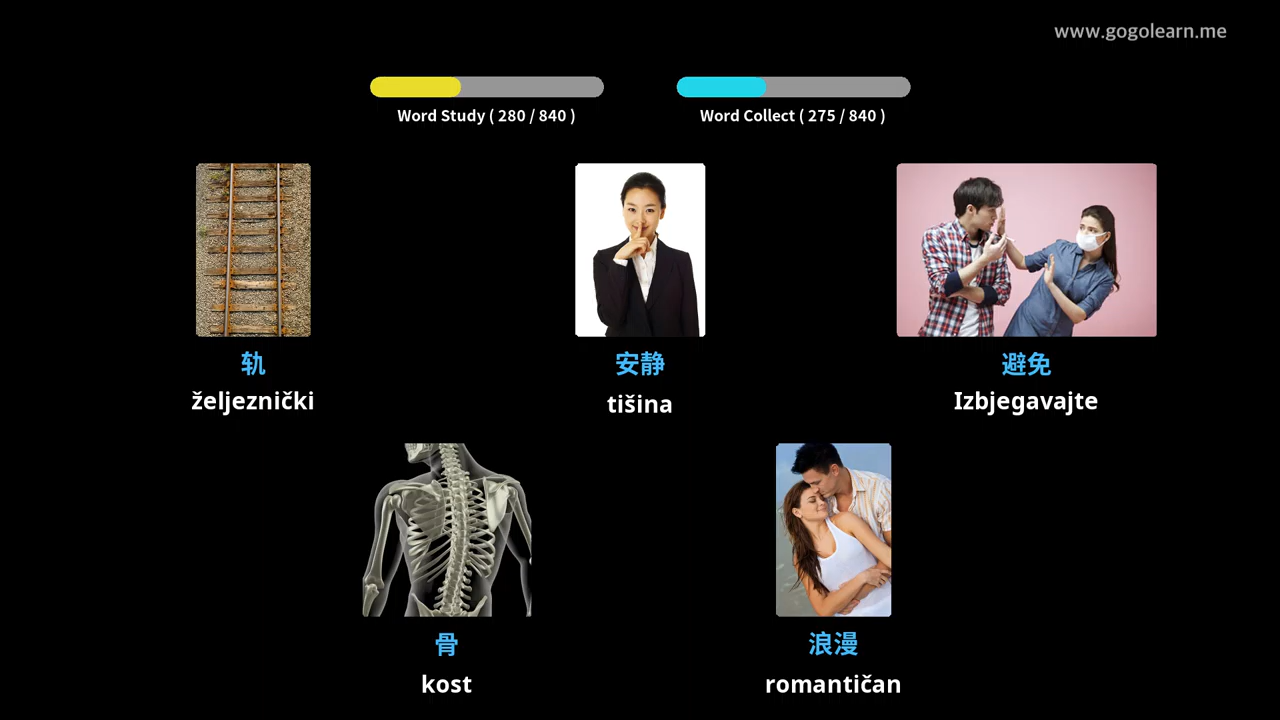 www.gogolearn.me
Word Study ( 280 / 840 )
Word Collect ( 275 / 840 )
轨
željeznički
安静
tišina
避免
Izbjegavajte
骨
kost
浪漫
romantičan